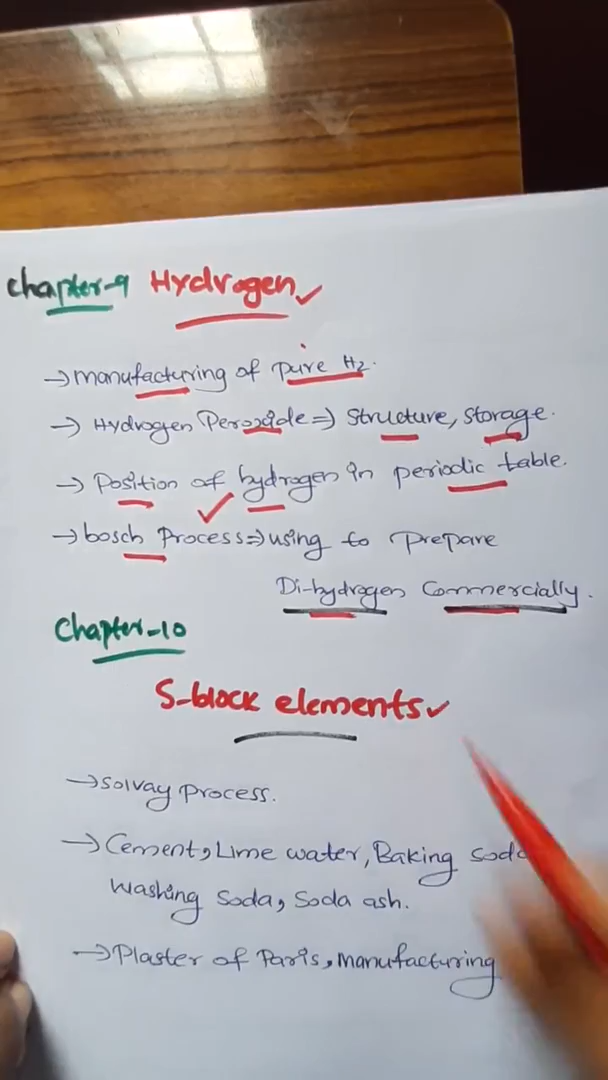 Chapter-9 Hydrogen
→ Manufacturing of Pure H2.
→ Hydrogen Peroxide ⇒ Structure, Storage.
→ Position of hydrogen in periodic table.
→ bosch Process ⇒ using to prepare
Di-hydrogen Commercially.
Chapter-10
S-block elements
→ Solvay process.
→ Cement, Lime water, Baking soda
Washing Soda, Soda ash.
→ Plaster of Paris, manufacturing